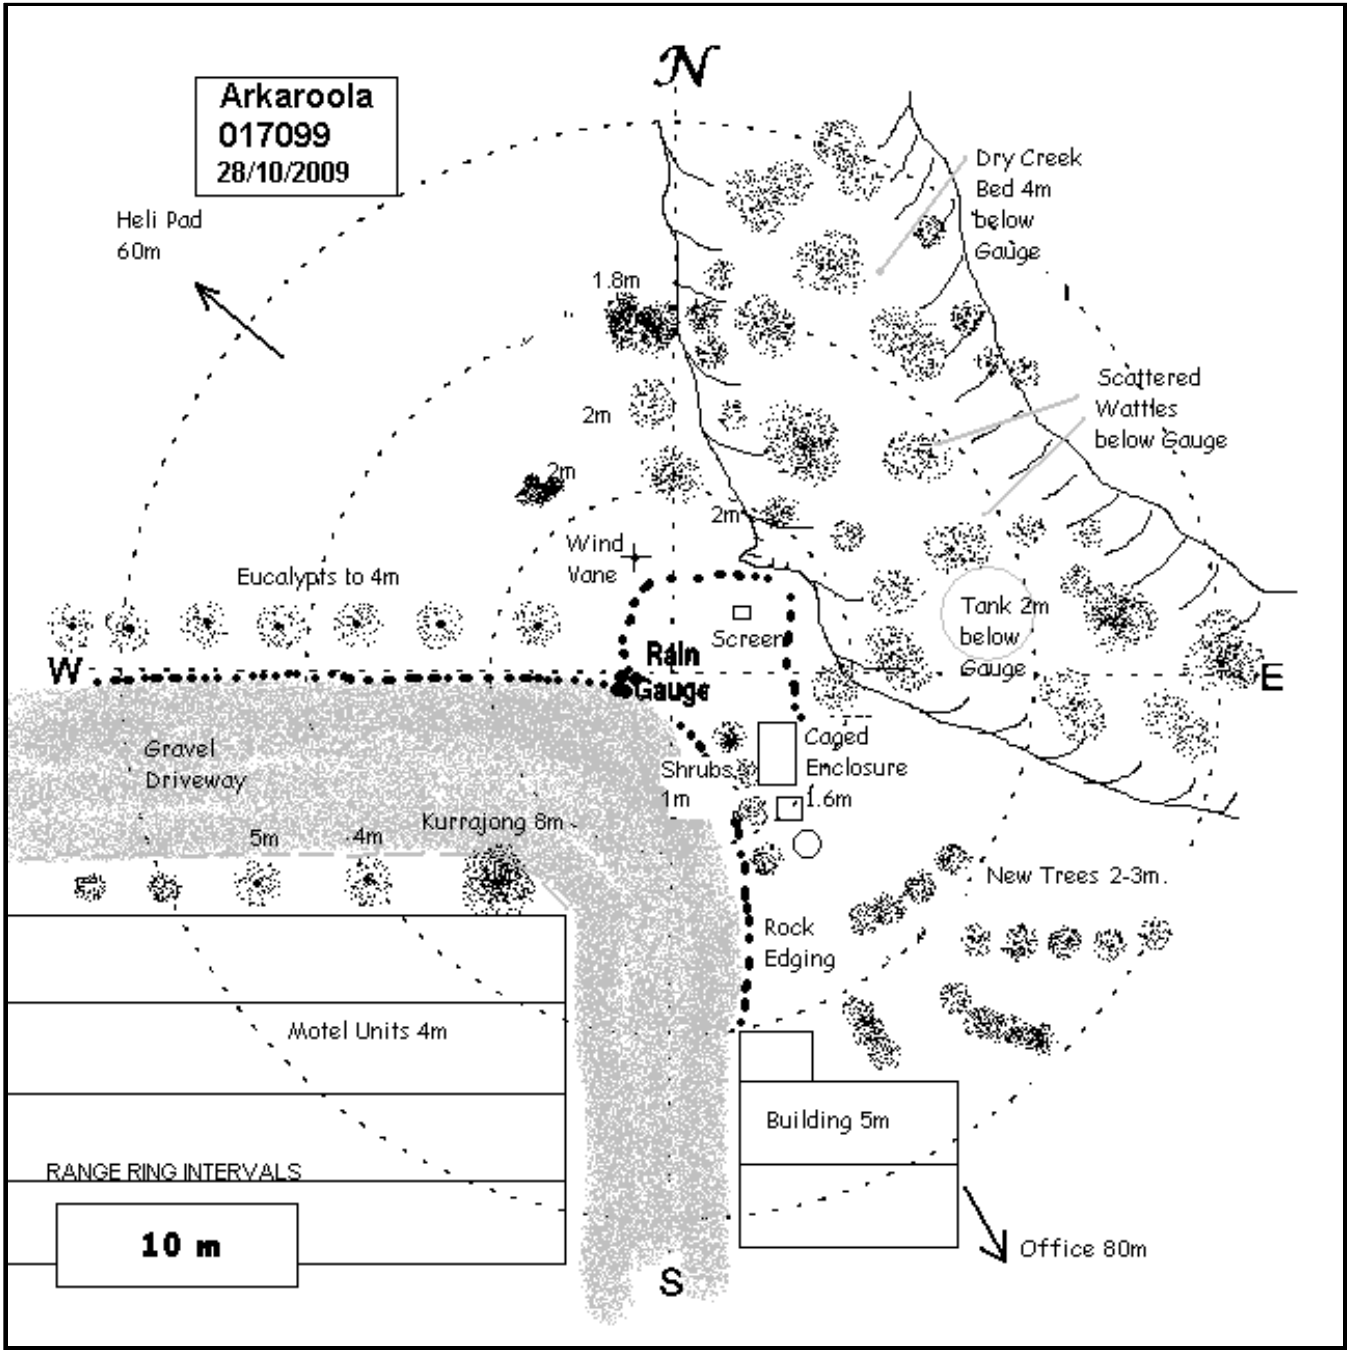 N
Arkaroola
017099
28/10/2009
Heli Pad
60m
Dry Creek
Bed 4m
below
Gauge
1.8m
Scattered
Wattles
below Gauge
2m
2m
2m
Wind
Vane
Eucalypts to 4m
Screen
Tank 2m
below
Gauge
Rain
Gauge
W
E
Gravel
Driveway
Shrubs
1m
Caged
Enclosure
1.6m
Kurrajong 8m
5m
4m
New Trees 2-3m.
Rock
Edging
Motel Units 4m
Building 5m
RANGE RING INTERVALS
10 m
Office 80m
S